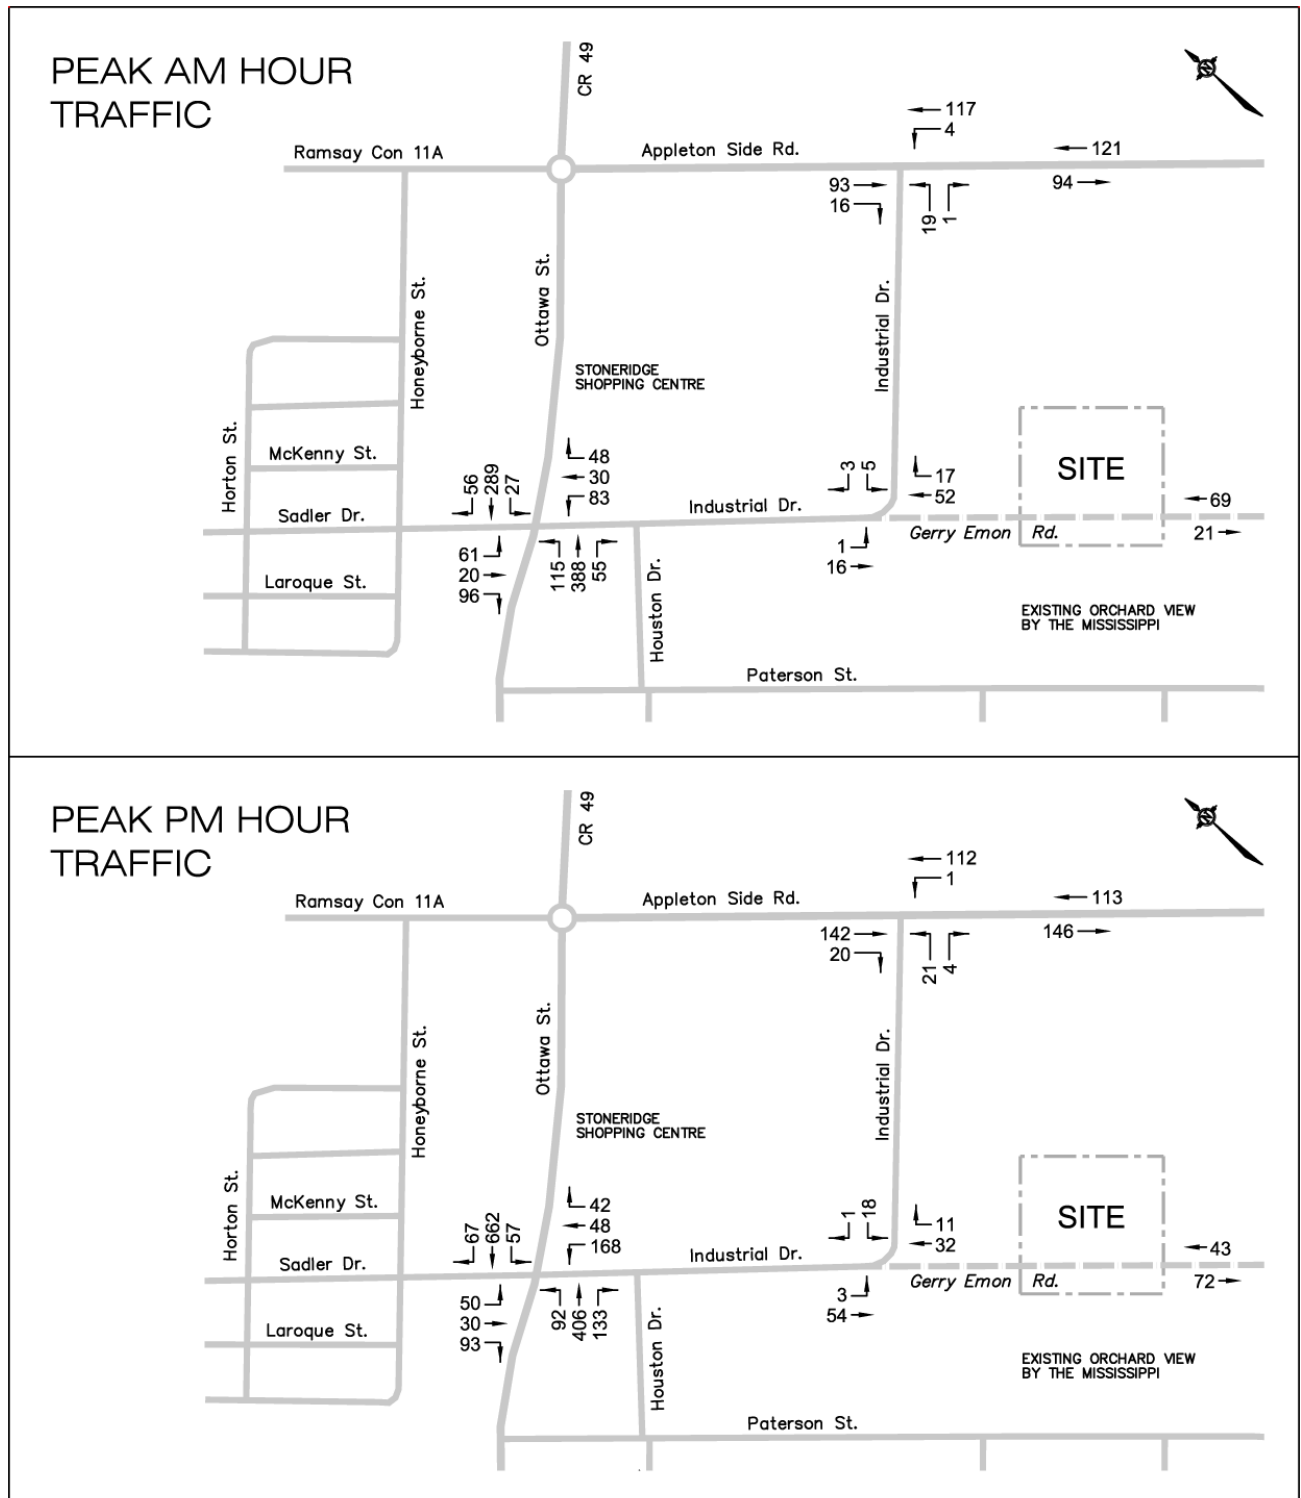 PEAK AM HOUR
TRAFFIC
CR 49
117
4
Ramsay Con 11A
Appleton Side Rd.
121
93
94
16
19
1
Honeyborne St.
Ottawa St.
Industrial Dr.
STONERIDGE
SHOPPING CENTRE
Horton St.
McKenny St.
56
289
27
48
30
83
3
5
17
52
SITE
Sadler Dr.
Industrial Dr.
69
Gerry Emon Rd.
21
61
20
96
115
388
55
1
16
Laroque St.
Houston Dr.
EXISTING ORCHARD VIEW
BY THE MISSISSIPPI
Paterson St.
PEAK PM HOUR
TRAFFIC
CR 49
112
1
Ramsay Con 11A
Appleton Side Rd.
113
142
146
20
21
4
Honeyborne St.
Ottawa St.
Industrial Dr.
STONERIDGE
SHOPPING CENTRE
Horton St.
McKenny St.
67
662
57
42
48
168
1
18
11
32
SITE
Sadler Dr.
Industrial Dr.
43
Gerry Emon Rd.
72
50
30
93
92
406
133
3
54
Laroque St.
Houston Dr.
EXISTING ORCHARD VIEW
BY THE MISSISSIPPI
Paterson St.